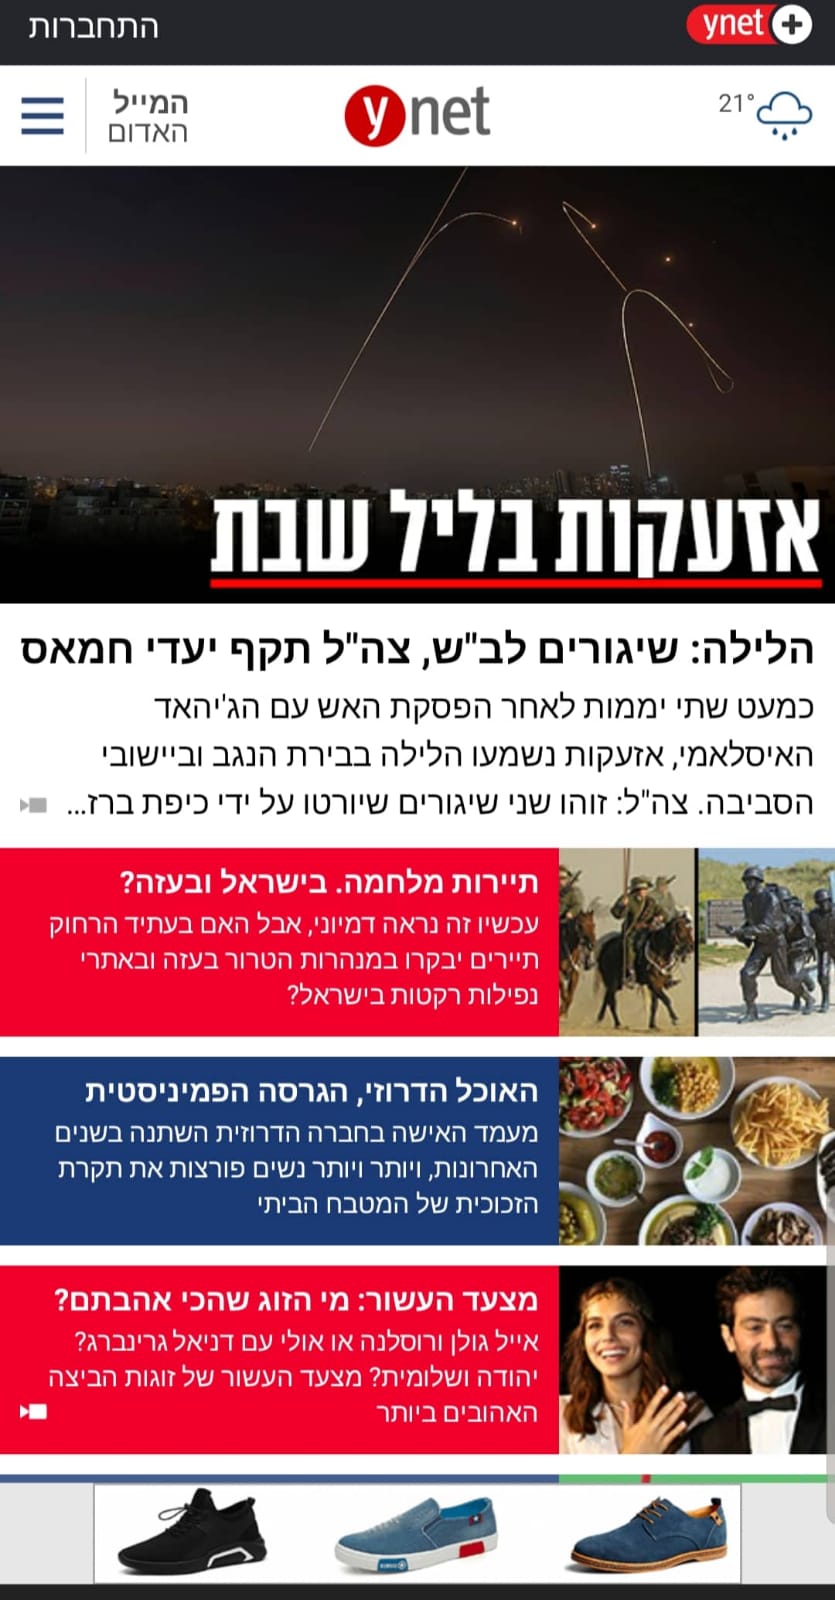 התחברות
ynet+
המייל
האדום
ynet
21°
אזעקות בליל שבת
הלילה: שיגורים לב"ש, צה"ל תקף יעדי חמאס
כמעט שתי יממות לאחר הפסקת האש עם הג'יהאד
האיסלאמי, אזעקות נשמעו הלילה בבירת הנגב וביישובי
הסביבה. צה"ל: זוהו שני שיגורים שיורטו על ידי כיפת ברז...
תיירות מלחמה. בישראל ובעזה?
עכשיו זה נראה דמיוני, אבל האם בעתיד הרחוק
תיירים יבקרו במנהרות הטרור בעזה ובאתרי
נפילות רקטות בישראל?
האוכל הדרוזי, הגרסה הפמיניסטית
מעמד האישה בחברה הדרוזית השתנה בשנים
האחרונות, ויותר ויותר נשים פורצות את תקרת
הזכוכית של המטבח הביתי
מצעד העשור: מי הזוג שהכי אהבתם?
אייל גולן ורוסלנה או אולי עם דניאל גרינברג?
יהודה ושלומית? מצעד העשור של זוגות הביצה
האהובים ביותר